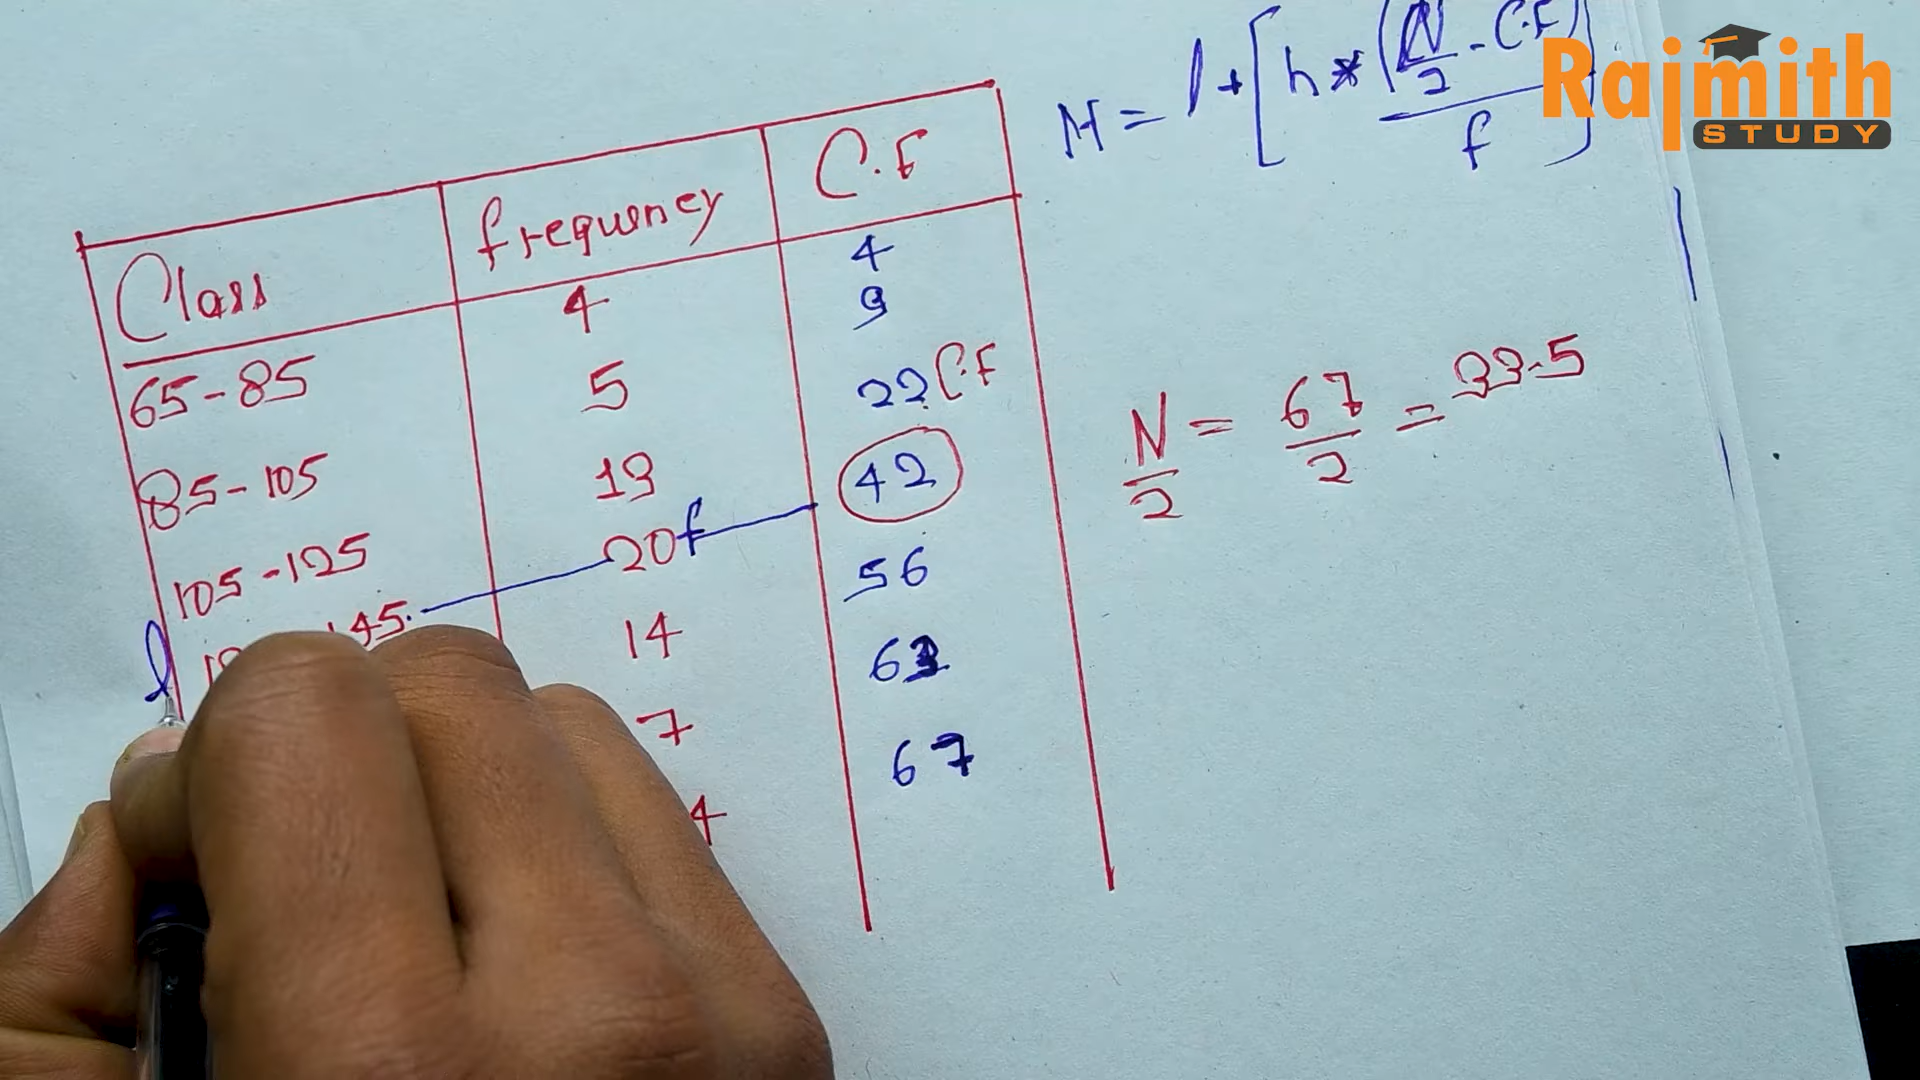 M = l + [h * (N/2 - C.F) / f]
Rajmith
STUDY
Class frequency C.F
65-85 4 4
85-105 5 9
105-125 13 22 C.F
145. 20 f 42
14 56
7 63
4 67
N/2 = 67/2 = 33.5
l